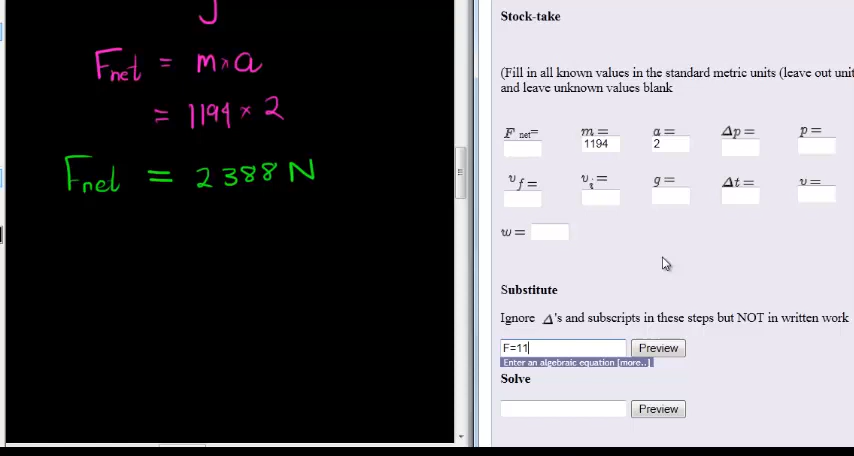 J
Fnet = m×a
= 1194 × 2
Fnet = 2388 N
Stock-take
(Fill in all known values in the standard metric units (leave out unit
and leave unknown values blank
F net= m= a= Δp= p=
1194 2
v f= v i= g= Δt= v=
w=
Substitute
Ignore Δ's and subscripts in these steps but NOT in written work
F=11 Preview
Enter an algebraic equation [more..]
Solve
Preview